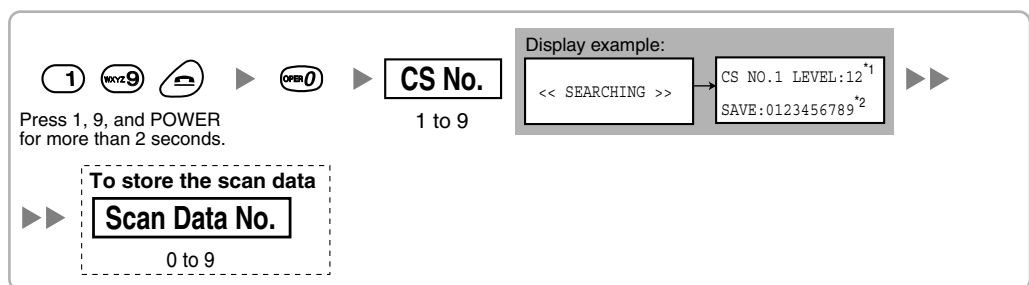 Display example:
1) WXYZ9 OPER0 CS No. << SEARCHING >> CS NO.1 LEVEL:12*1
SAVE:0123456789*2
1 to 9
Press 1, 9, and POWER
for more than 2 seconds.
To store the scan data
Scan Data No.
0 to 9